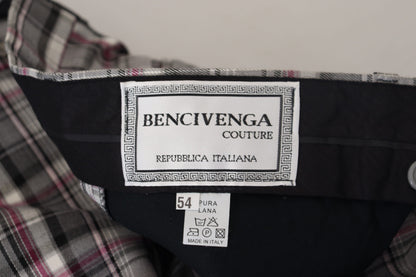 BENCIVENGA
COUTURE
REPUBBLICA ITALIANA
54
PURA
LANA
MADE IN ITALY